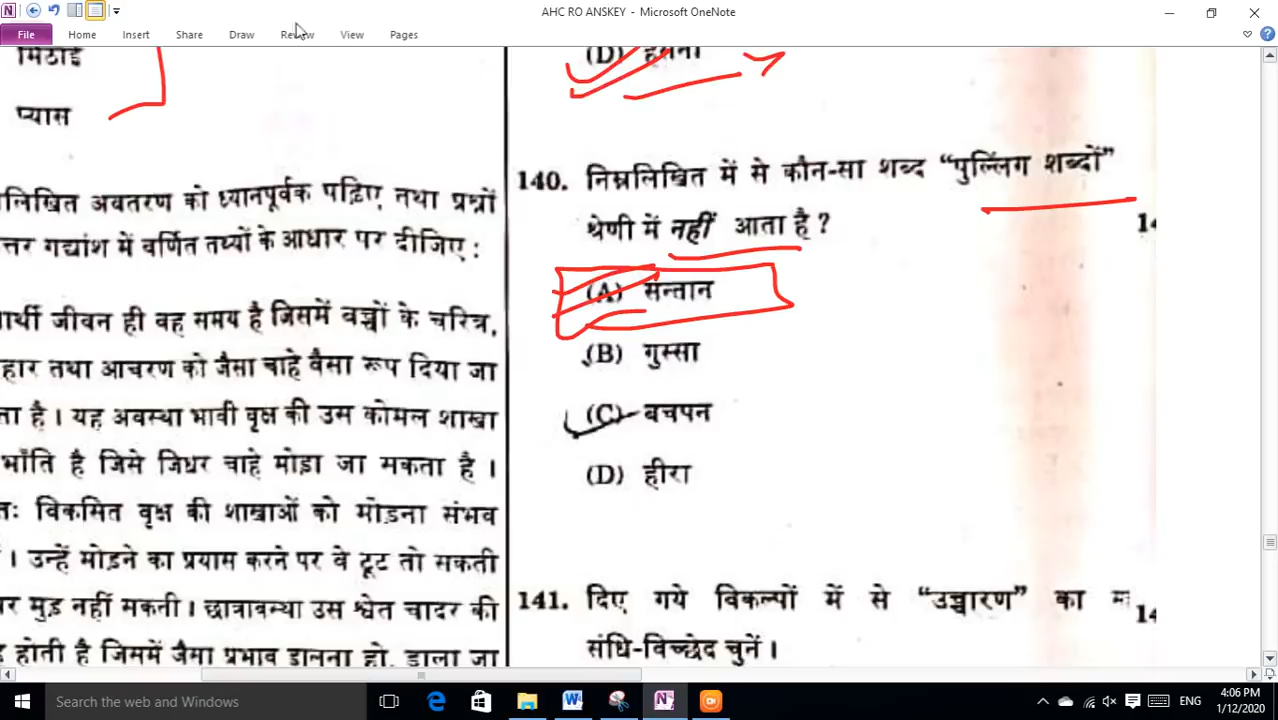 AHC RO ANSKEY - Microsoft OneNote
File Home Insert Share Draw Review View Pages
मिठाई
प्यास
लिखित अवतरण को ध्यानपूर्वक पढ़िए तथा प्रश्नों
त्तर गद्यांश में वर्णित तथ्यों के आधार पर दीजिए :
ार्थी जीवन ही वह समय है जिसमें बच्चों के चरित्र,
हार तथा आचरण को जैसा चाहे वैसा रूप दिया जा
ता है । यह अवस्था भावी वृक्ष की उस कोमल शाखा
भाँति है जिसे जिधर चाहे मोड़ा जा सकता है ।
तः विकसित वृक्ष की शाखाओं को मोड़ना संभव
। उन्हें मोड़ने का प्रयास करने पर वे टूट तो सकती
र मुड़ नहीं सकती । छात्रावस्था उस श्वेत चादर की
होती है जिसमें जैसा प्रभाव डालना हो, डाला जा
(D)
140. निम्नलिखित में से कौन-सा शब्द “पुल्लिंग शब्दों”
श्रेणी में नहीं आता है ?
(A) सन्तान
(B) गुस्सा
(C) बचपन
(D) हीरा
141. दिए गये विकल्पों में से “उच्चारण” का
संधि-विच्छेद चुनें ।
14
14
Search the web and Windows
ENG
4:06 PM
1/12/2020